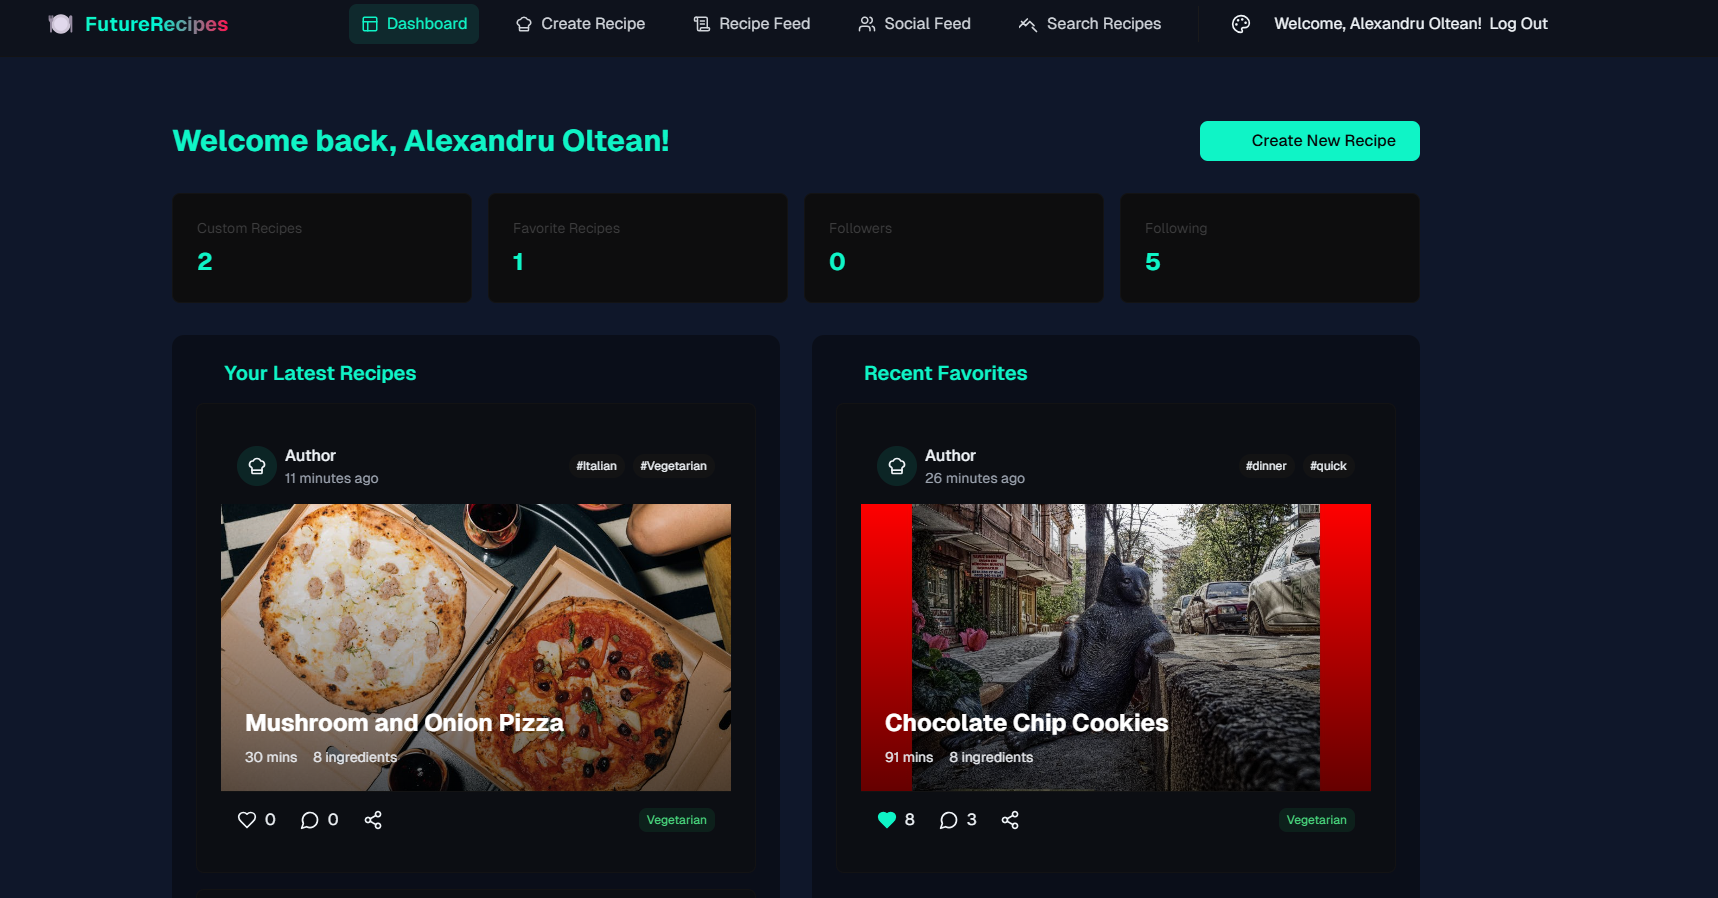 FutureRecipes
Dashboard
Create Recipe
Recipe Feed
Social Feed
Search Recipes
Welcome, Alexandru Oltean!
Log Out
Welcome back, Alexandru Oltean!
Create New Recipe
Custom Recipes
2
Favorite Recipes
1
Followers
0
Following
5
Your Latest Recipes
Author
11 minutes ago
#Italian
#Vegetarian
Mushroom and Onion Pizza
30 mins
8 ingredients
0
0
Vegetarian
Recent Favorites
Author
26 minutes ago
#dinner
#quick
Chocolate Chip Cookies
91 mins
8 ingredients
8
3
Vegetarian